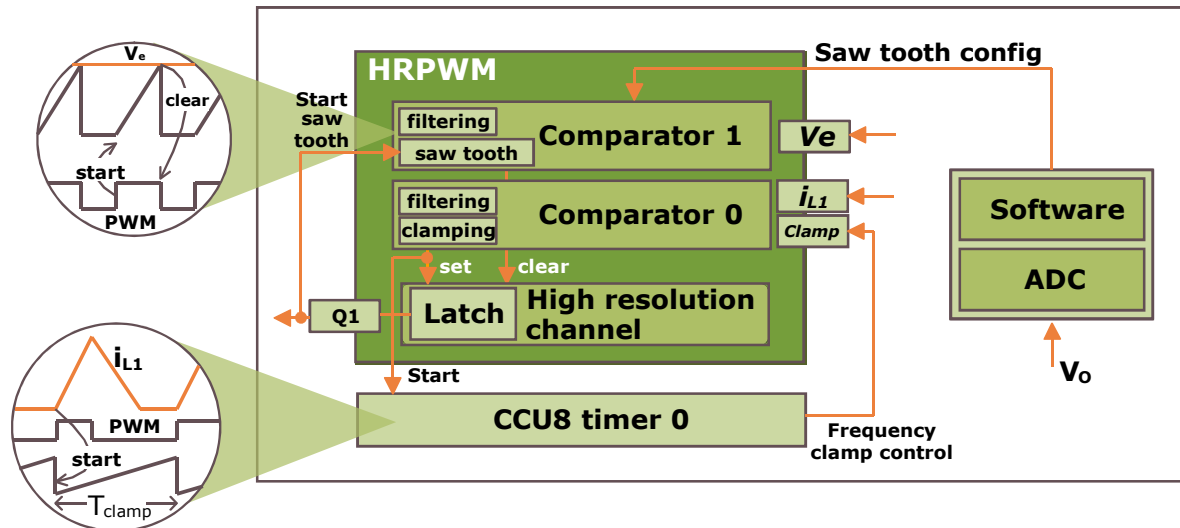 Ve
clear
start
PWM
Start
saw
tooth
HRPWM
Saw tooth config
filtering
saw tooth
Comparator 1
Ve
filtering
clamping
Comparator 0
iL1
Clamp
set
clear
Latch
High resolution
channel
Q1
Software
ADC
Vo
Start
CCU8 timer 0
Frequency
clamp control
iL1
PWM
start
Tclamp